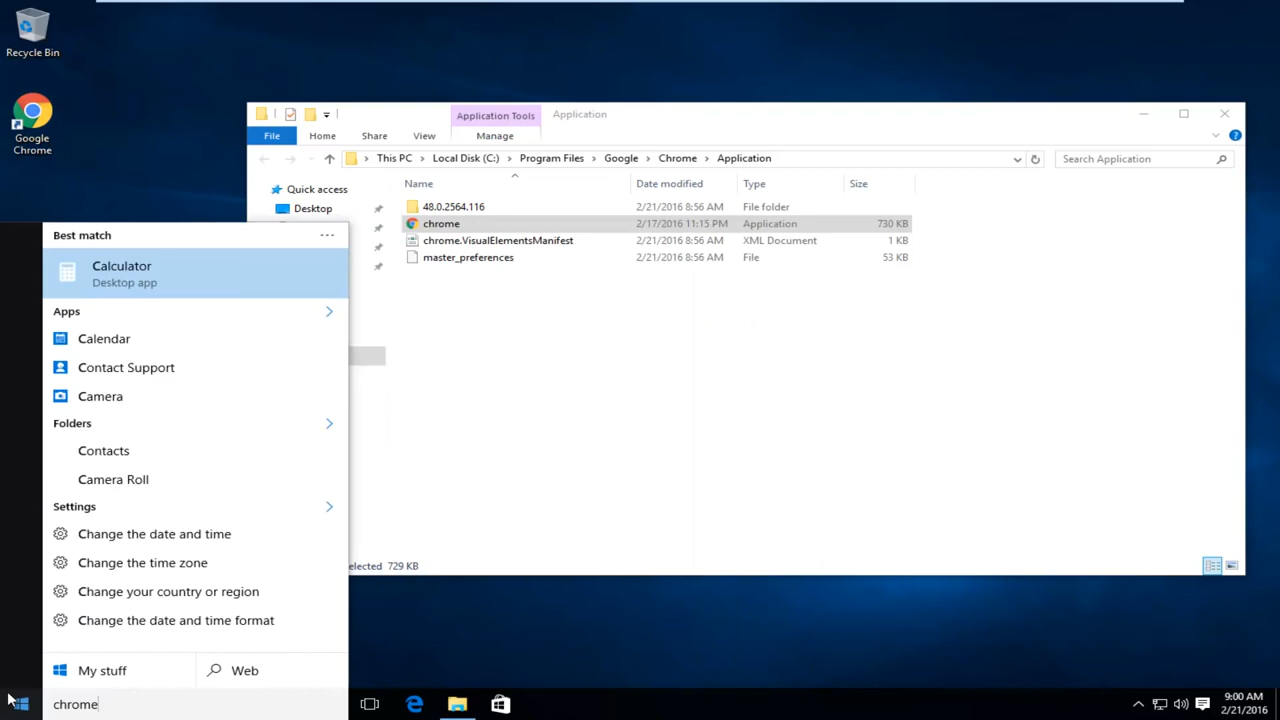 Recycle Bin
Google
Chrome
Application Tools
Application
File
Home
Share
View
Manage
This PC
Local Disk (C:)
Program Files
Google
Chrome
Application
Search Application
Quick access
Desktop
Name
Date modified
Type
Size
48.0.2564.116
2/21/2016 8:56 AM
File folder
chrome
2/17/2016 11:15 PM
Application
730 KB
chrome.VisualElementsManifest
2/21/2016 8:56 AM
XML Document
1 KB
master_preferences
2/21/2016 8:56 AM
File
53 KB
elected 729 KB
Best match
Calculator
Desktop app
Apps
Calendar
Contact Support
Camera
Folders
Contacts
Camera Roll
Settings
Change the date and time
Change the time zone
Change your country or region
Change the date and time format
My stuff
Web
chrome
9:00 AM
2/21/2016